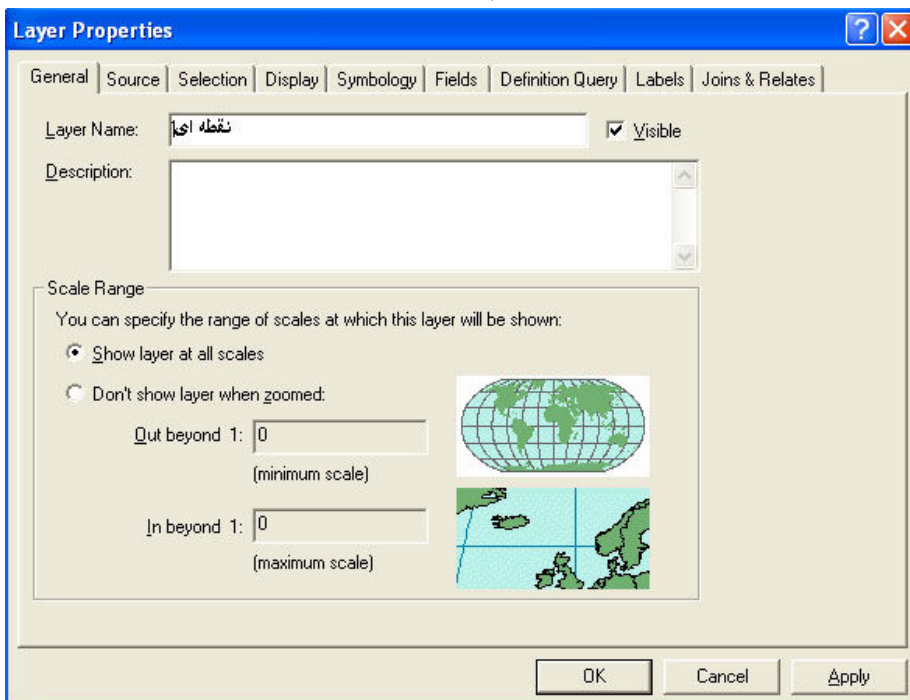 Layer Properties
General Source Selection Display Symbology Fields Definition Query Labels Joins & Relates
Layer Name: نقطه ای Visible
Description:
Scale Range
You can specify the range of scales at which this layer will be shown:
Show layer at all scales
Don't show layer when zoomed:
Out beyond 1: 0
(minimum scale)
In beyond 1: 0
(maximum scale)
OK Cancel Apply